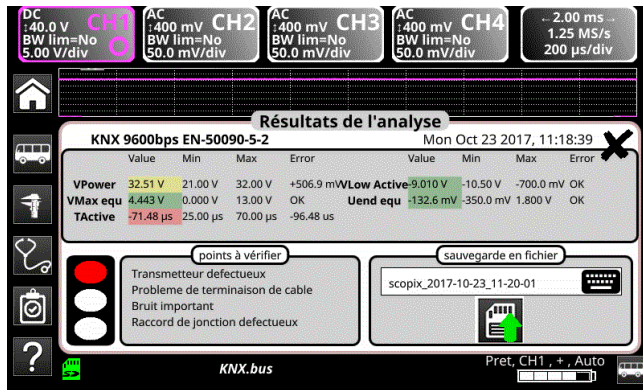 DC
↕40.0 V CH1
BW lim=No
5.00 V/div
AC
↕400 mV CH2
BW lim=No
50.0 mV/div
AC
↕400 mV CH3
BW lim=No
50.0 mV/div
AC
↕400 mV CH4
BW lim=No
50.0 mV/div
←2.00 ms→
1.25 MS/s
200 µs/div
Résultats de l'analyse
KNX 9600bps EN-50090-5-2 Mon Oct 23 2017, 11:18:39
Value Min Max Error Value Min Max Error
VPower 32.51 V 21.00 V 32.00 V +506.9 mV VLow Active -9.010 V -10.50 V -700.0 mV OK
VMax equ 4.443 V 0.000 V 13.00 V OK Uend equ -132.6 mV -350.0 mV 1.800 V OK
TActive -71.48 µs 25.00 µs 70.00 µs -96.48 us
points à vérifier
Transmetteur defectueux
Probleme de terminaison de cable
Bruit important
Raccord de jonction defectueux
sauvegarde en fichier
scopix_2017-10-23_11-20-01
KNX.bus
Pret, CH1 , + , Auto